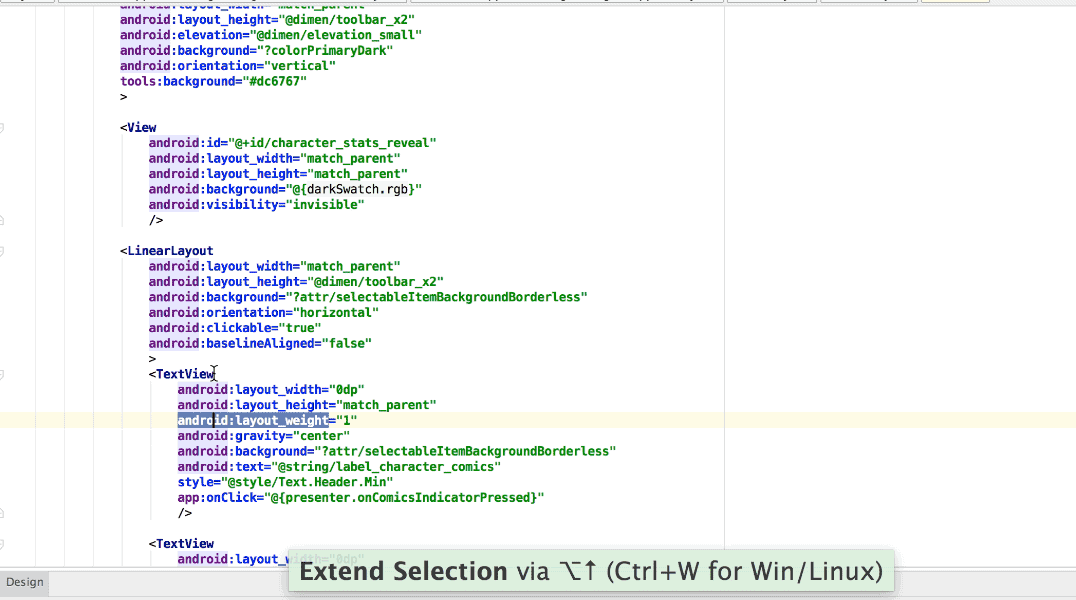 android:layout_width="match_parent"
android:layout_height="@dimen/toolbar_x2"
android:elevation="@dimen/elevation_small"
android:background="?colorPrimaryDark"
android:orientation="vertical"
tools:background="#dc6767"
>
<View
android:id="@+id/character_stats_reveal"
android:layout_width="match_parent"
android:layout_height="match_parent"
android:background="@{darkSwatch.rgb}"
android:visibility="invisible"
/>
<LinearLayout
android:layout_width="match_parent"
android:layout_height="@dimen/toolbar_x2"
android:background="?attr/selectableItemBackgroundBorderless"
android:orientation="horizontal"
android:clickable="true"
android:baselineAligned="false"
>
<TextView
android:layout_width="0dp"
android:layout_height="match_parent"
android:layout_weight="1"
android:gravity="center"
android:background="?attr/selectableItemBackgroundBorderless"
android:text="@string/label_character_comics"
style="@style/Text.Header.Min"
app:onClick="@{presenter.onComicsIndicatorPressed}"
/>
<TextView
android:layout_width="0dp"
Extend Selection via ⌥↑ (Ctrl+W for Win/Linux)
Design